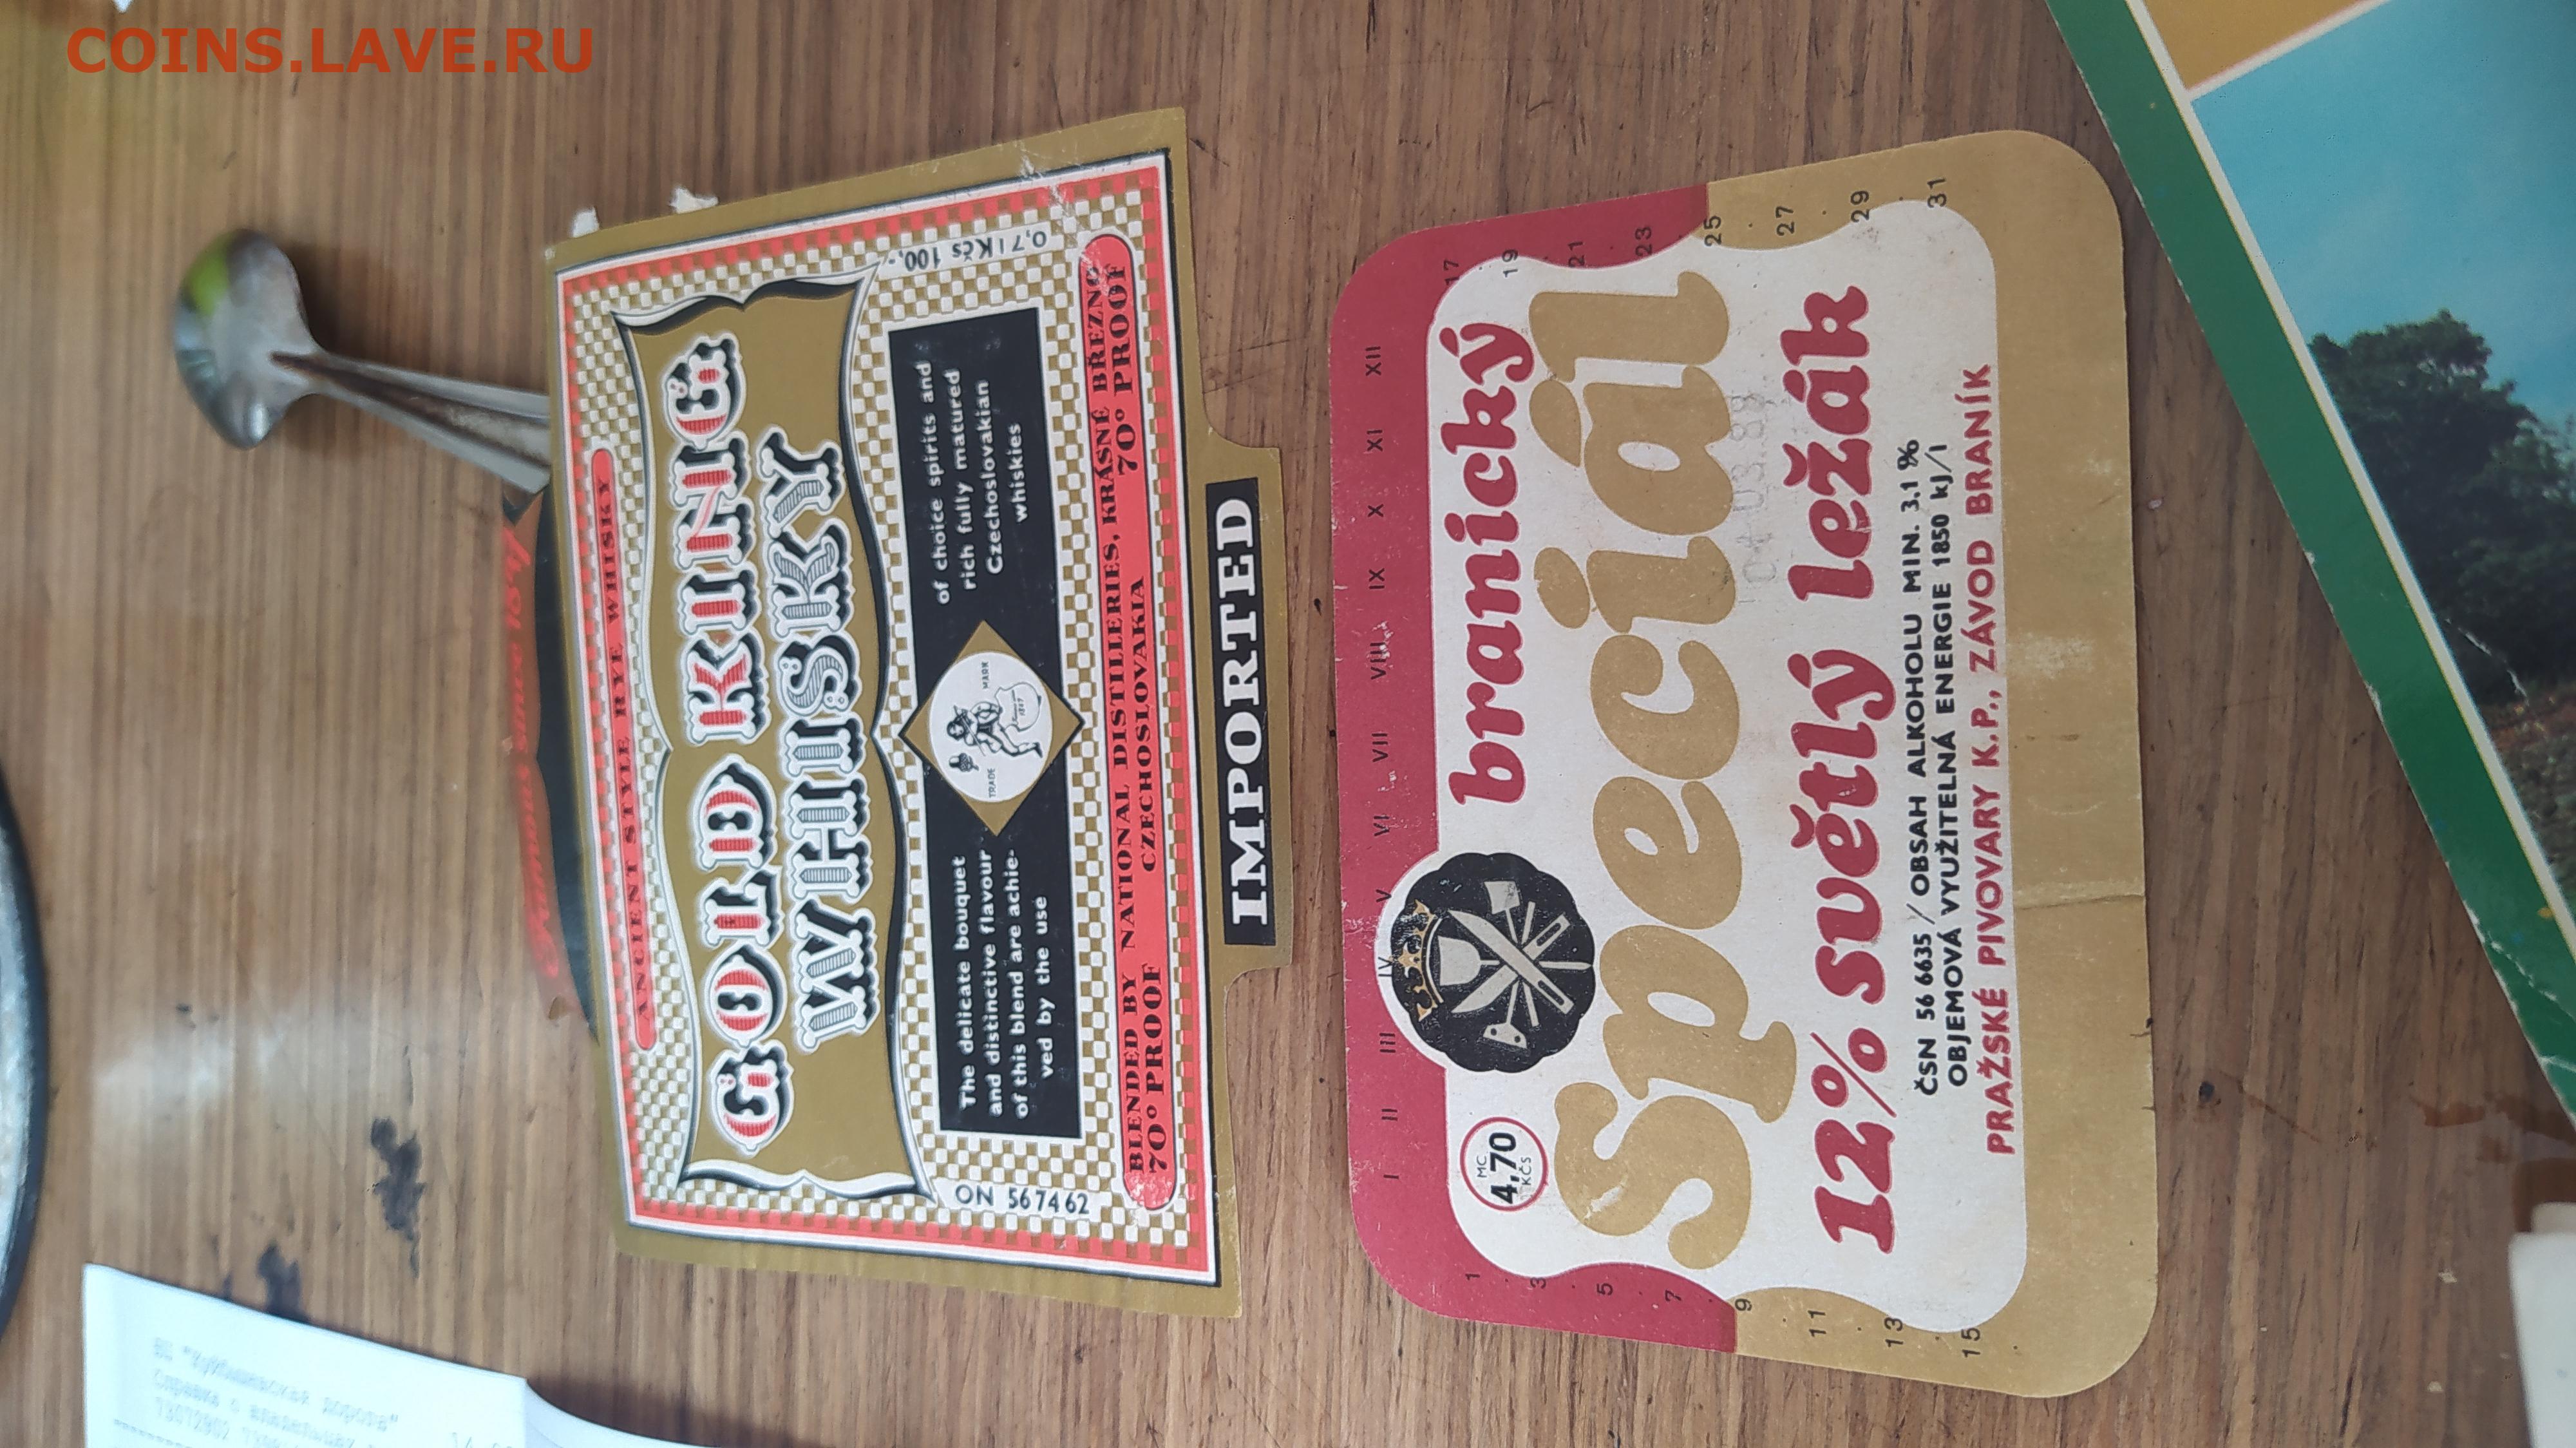 COINS.LAVE.RU
Famous since
ANCIENT STYLE RYE WHISKY
GOLD KING
WHISKY
The delicate bouquet
and distinctive flavour
of this blend are achie-
ved by the use
TRADE MARK
1867
of choice spirits and
rich fully matured
Czechoslovakian
whiskies
ON 567462
0,7 l Kčs 100,-
BLENDED BY NATIONAL DISTILLERIES, KRÁSNÉ BŘEZNO
70° PROOF CZECHOSLOVAKIA 70° PROOF
IMPORTED
I II III IV V VI VII VIII IX X XI XII
1 3 5 7 9 11 13 15
17 19 21 23 25 27 29 31
MC
4,70
KČS
branický
Speciál
12% světlý ležák
ČSN 56 6635 / OBSAH ALKOHOLU MIN. 3.1 %
OBJEMOVÁ VYUŽITELNÁ ENERGIE 1850 kJ/l
PRAŽSKÉ PIVOVARY K.P., ZÁVOD BRANÍK